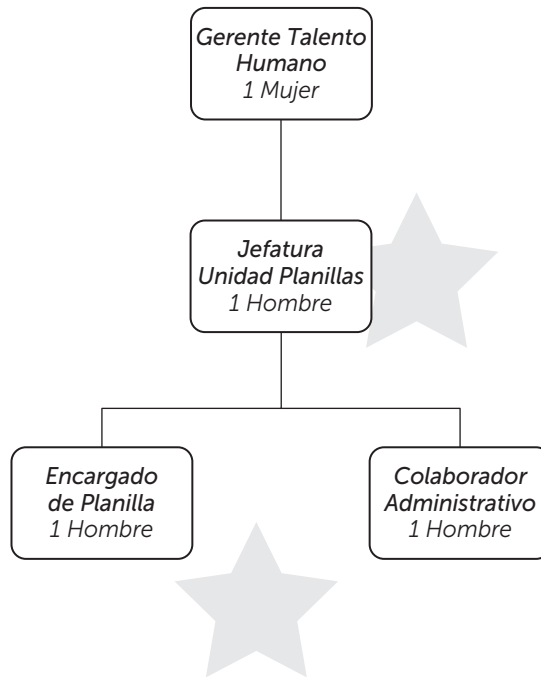 Gerente Talento
Humano
1 Mujer
Jefatura
Unidad Planillas
1 Hombre
Encargado
de Planilla
1 Hombre
Colaborador
Administrativo
1 Hombre